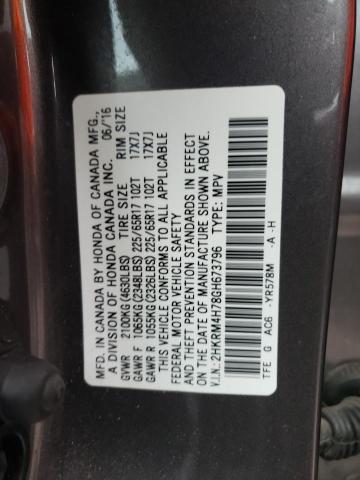 MFD. IN CANADA BY HONDA OF CANADA MFG.,
A DIVISION OF HONDA CANADA INC. 06/'16
TIRE SIZE RIM SIZE
GVWR 2100KG(4630LBS)
GAWR F 1065KG(2348LBS) 225/65R17 102T 17X7J
GAWR R 1055KG(2326LBS) 225/65R17 102T 17X7J
THIS VEHICLE CONFORMS TO ALL APPLICABLE
FEDERAL MOTOR VEHICLE SAFETY
AND THEFT PREVENTION STANDARDS IN EFFECT
ON THE DATE OF MANUFACTURE SHOWN ABOVE.
V.I.N.: 2HKRM4H78GH673796 TYPE: MPV
TFE G AC6 -YR578M -A -H